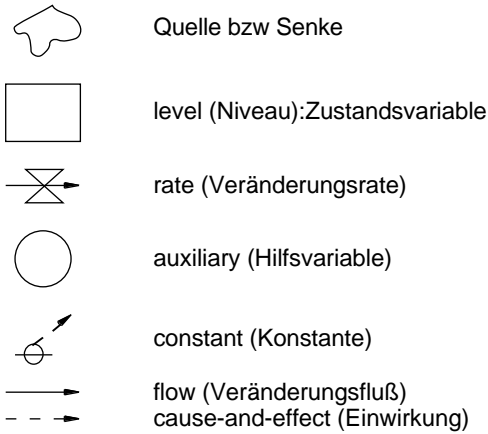 Quelle bzw Senke
level (Niveau):Zustandsvariable
rate (Veränderungsrate)
auxiliary (Hilfsvariable)
constant (Konstante)
flow (Veränderungsfluß)
cause-and-effect (Einwirkung)